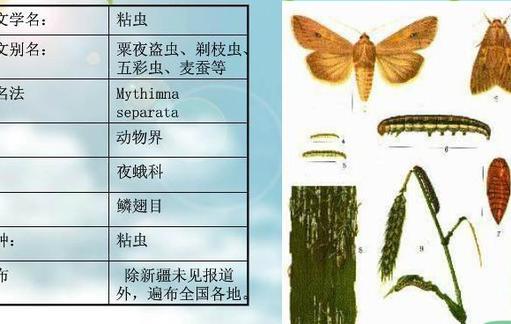 文学名： 粘虫
文别名： 粟夜盗虫、剃枝虫、
五彩虫、麦蚕等
名法 Mythimna
separata
动物界
夜蛾科
鳞翅目
种： 粘虫
布 除新疆未见报道
外，遍布全国各地。
4
5
6
7
8
9